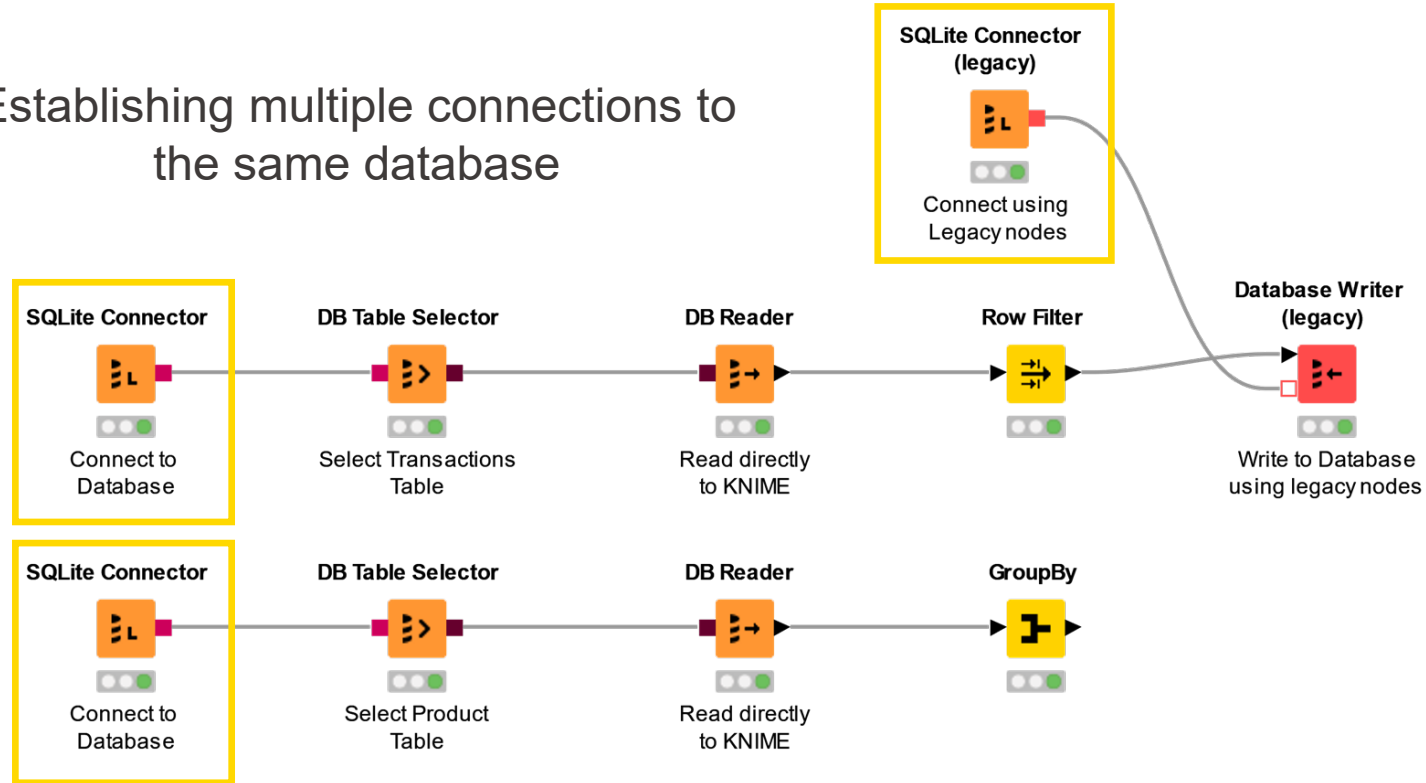 Establishing multiple connections to
the same database
SQLite Connector
(legacy)
Connect using
Legacy nodes
SQLite Connector
DB Table Selector
DB Reader
Row Filter
Database Writer
(legacy)
Connect to
Database
Select Transactions
Table
Read directly
to KNIME
Write to Database
using legacy nodes
SQLite Connector
DB Table Selector
DB Reader
GroupBy
Connect to
Database
Select Product
Table
Read directly
to KNIME